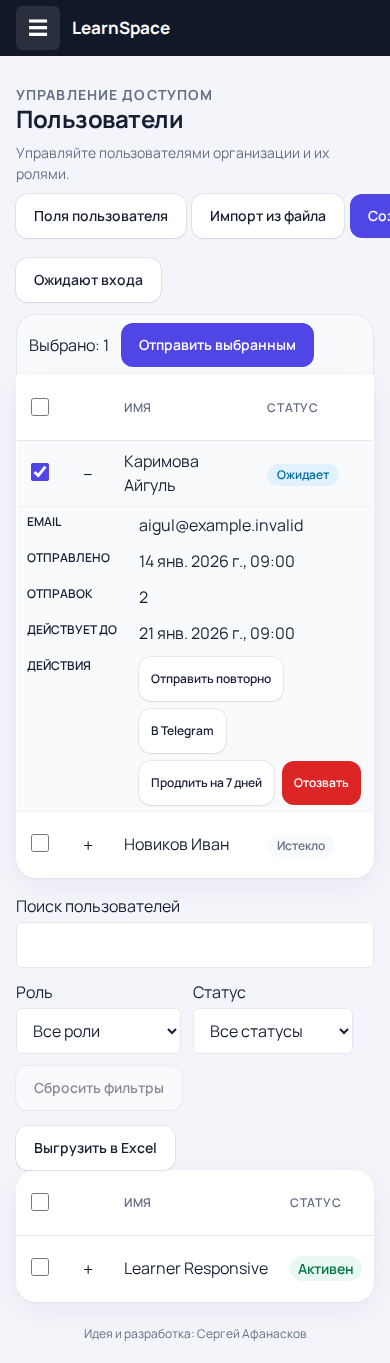 ☰ LearnSpace
УПРАВЛЕНИЕ ДОСТУПОМ
Пользователи
Управляйте пользователями организации и их
ролями.
Поля пользователя Импорт из файла
Ожидают входа
Выбрано: 1 Отправить выбранным
ИМЯ СТАТУС
− Каримова
Айгуль
Ожидает
EMAIL aigul@example.invalid
ОТПРАВЛЕНО 14 янв. 2026 г., 09:00
ОТПРАВОК 2
ДЕЙСТВУЕТ ДО 21 янв. 2026 г., 09:00
ДЕЙСТВИЯ Отправить повторно
В Telegram
Продлить на 7 дней Отозвать
+ Новиков Иван Истекло
Поиск пользователей
Роль Статус
Все роли Все статусы
Сбросить фильтры
Выгрузить в Excel
ИМЯ СТАТУС
+ Learner Responsive Активен
Идея и разработка: Сергей Афанасков